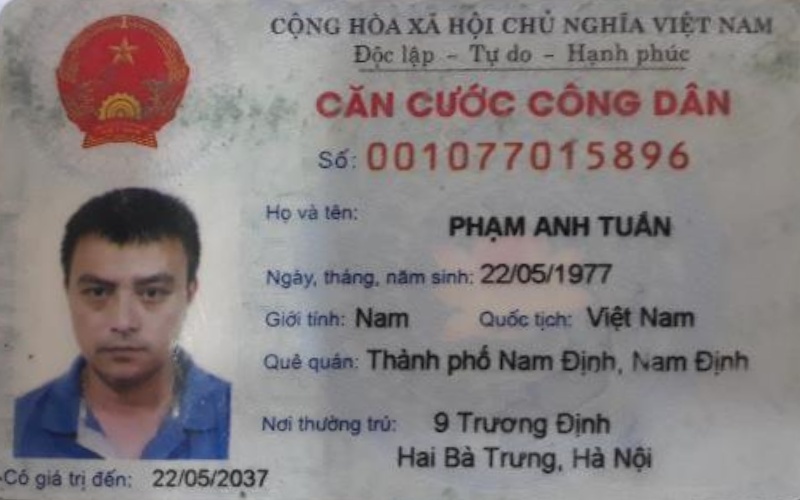 CỘNG HÒA XÃ HỘI CHỦ NGHĨA VIỆT NAM
Độc lập - Tự do - Hạnh phúc
CĂN CƯỚC CÔNG DÂN
Số: 001077015896
Họ và tên: PHẠM ANH TUẤN
Ngày, tháng, năm sinh: 22/05/1977
Giới tính: Nam Quốc tịch: Việt Nam
Quê quán: Thành phố Nam Định, Nam Định
Nơi thường trú: 9 Trương Định
Hai Bà Trưng, Hà Nội
Có giá trị đến: 22/05/2037